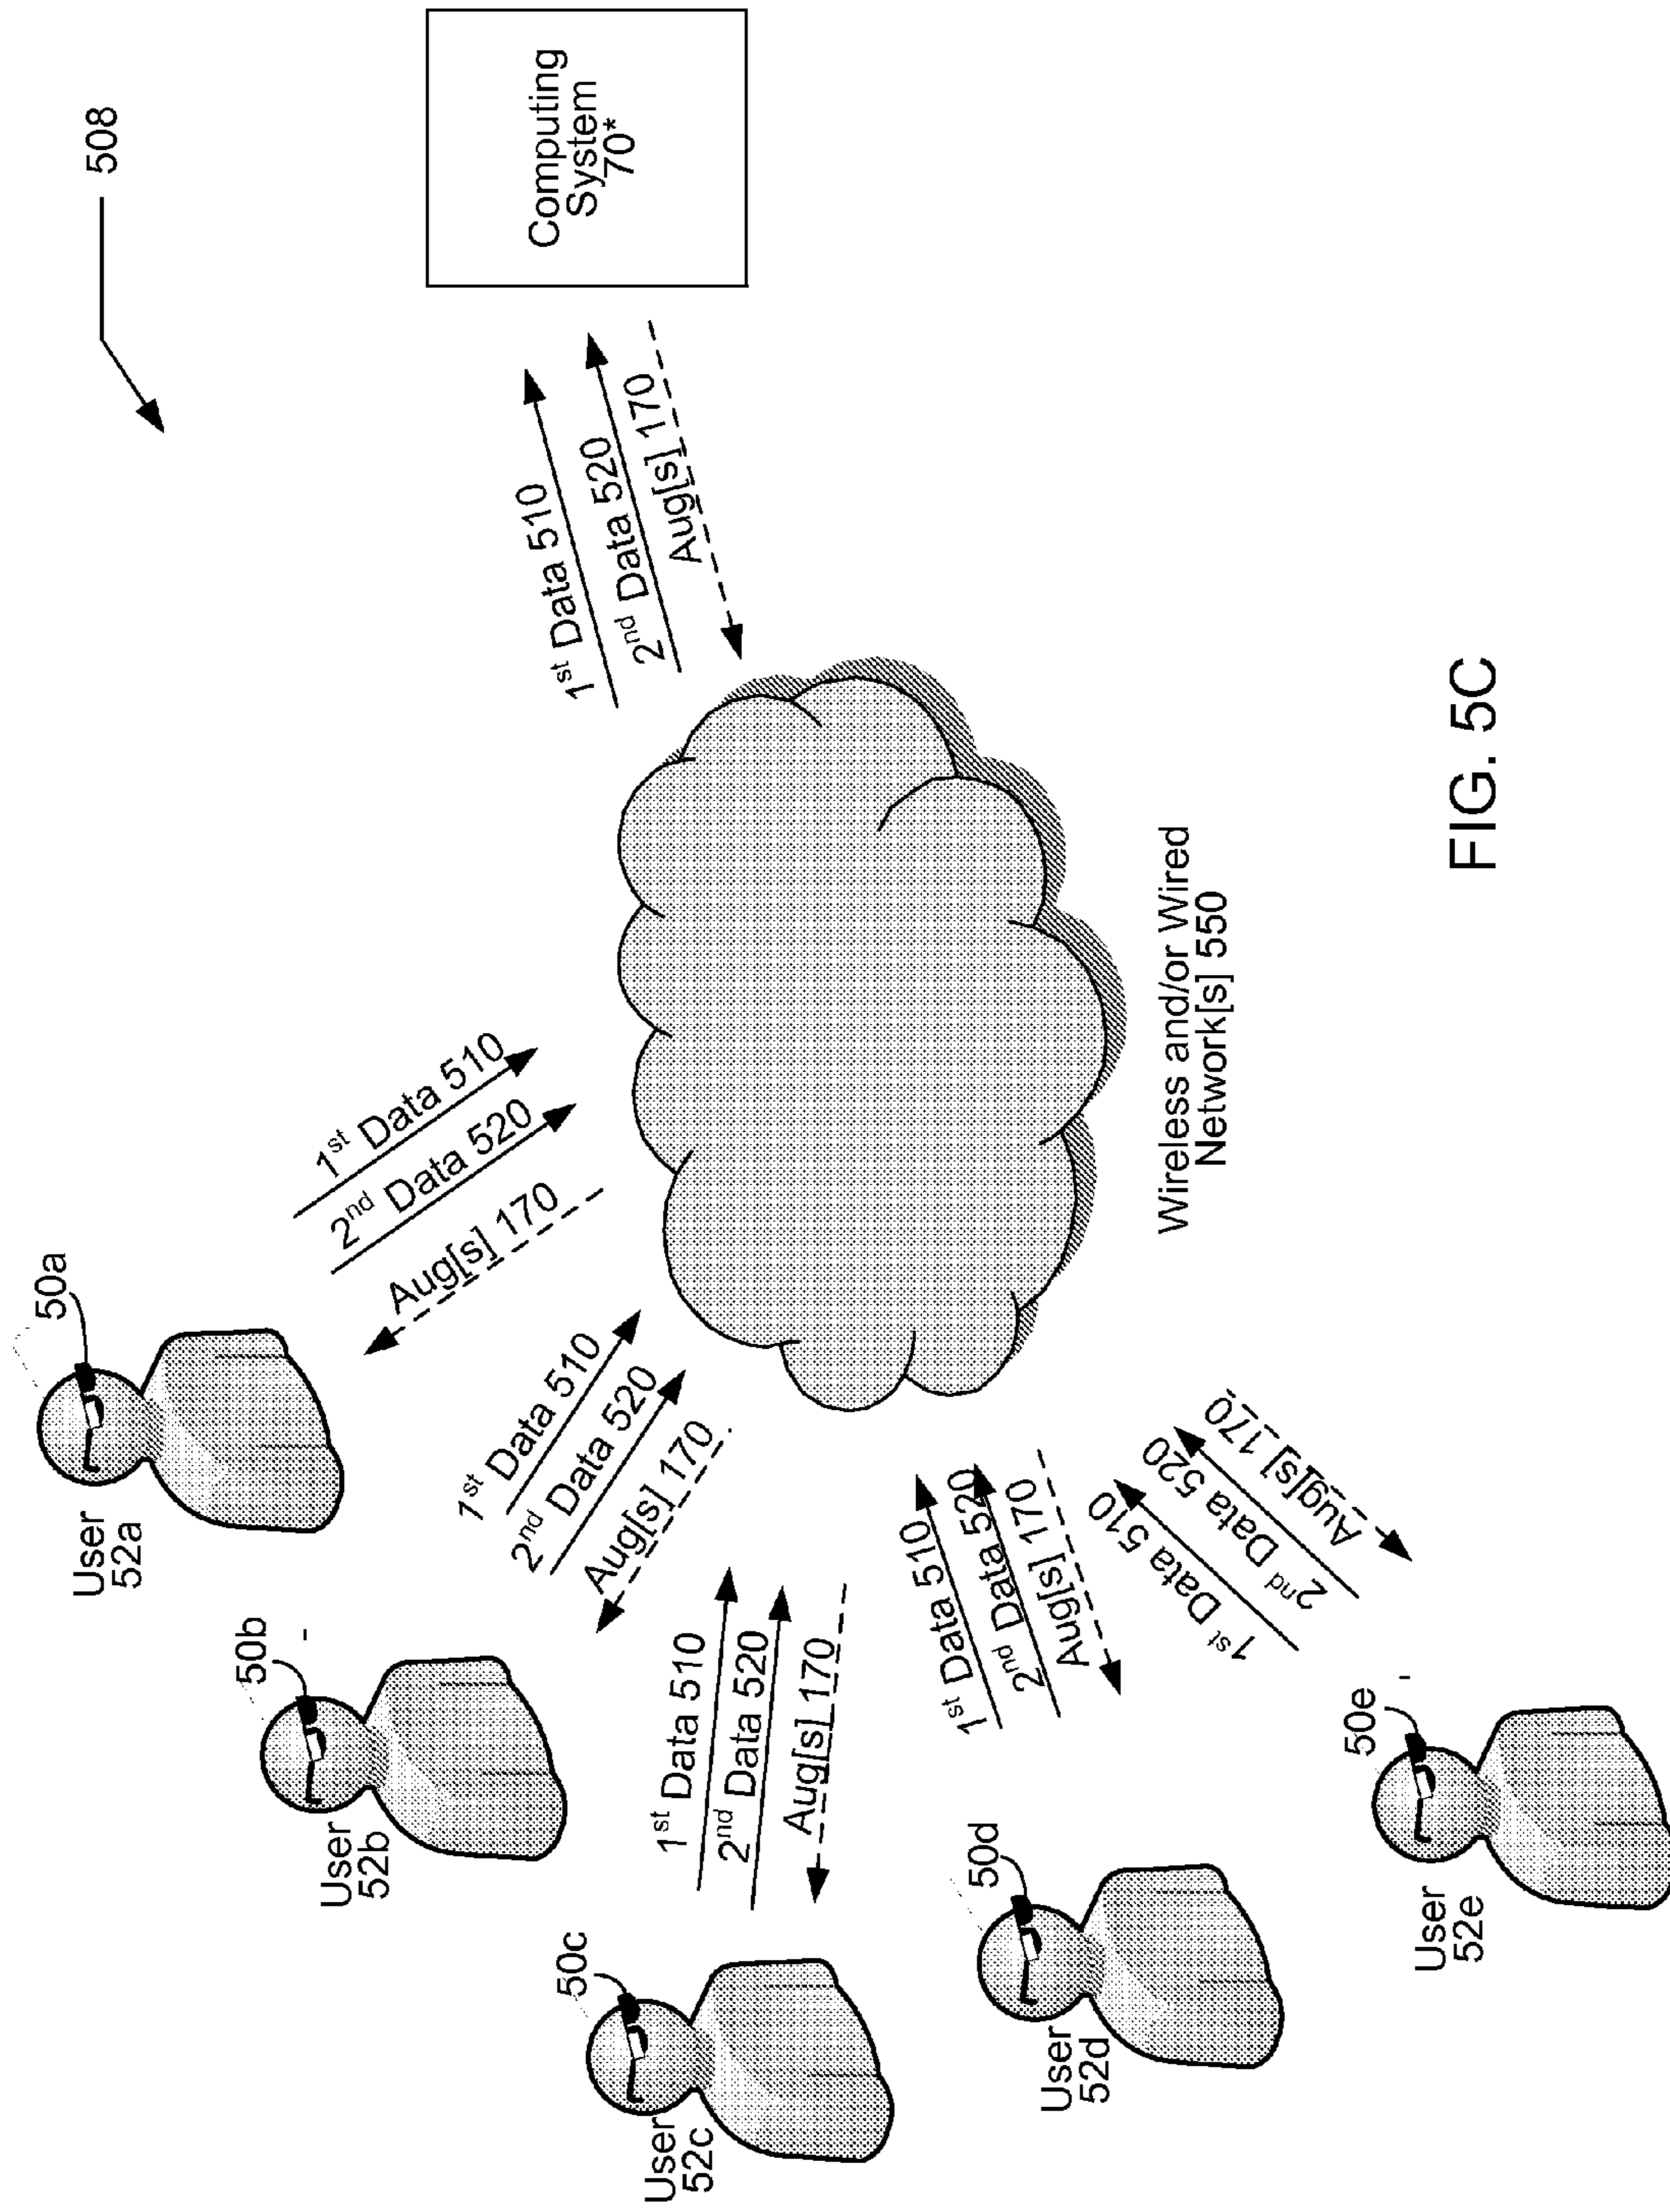 508
Computing
System
70*
1st Data 510
2nd Data 520
Aug[s] 170
User
52a
50a
1st Data 510
2nd Data 520
Aug[s] 170
User
52b
50b
1st Data 510
2nd Data 520
Aug[s] 170
User
52c
50c
1st Data 510
2nd Data 520
Aug[s] 170
User
52d
50d
1st Data 510
2nd Data 520
Aug[s] 170
User
52e
50e
1st Data 510
2nd Data 520
Aug[s] 170
Wireless and/or Wired
Network[s] 550
FIG. 5C